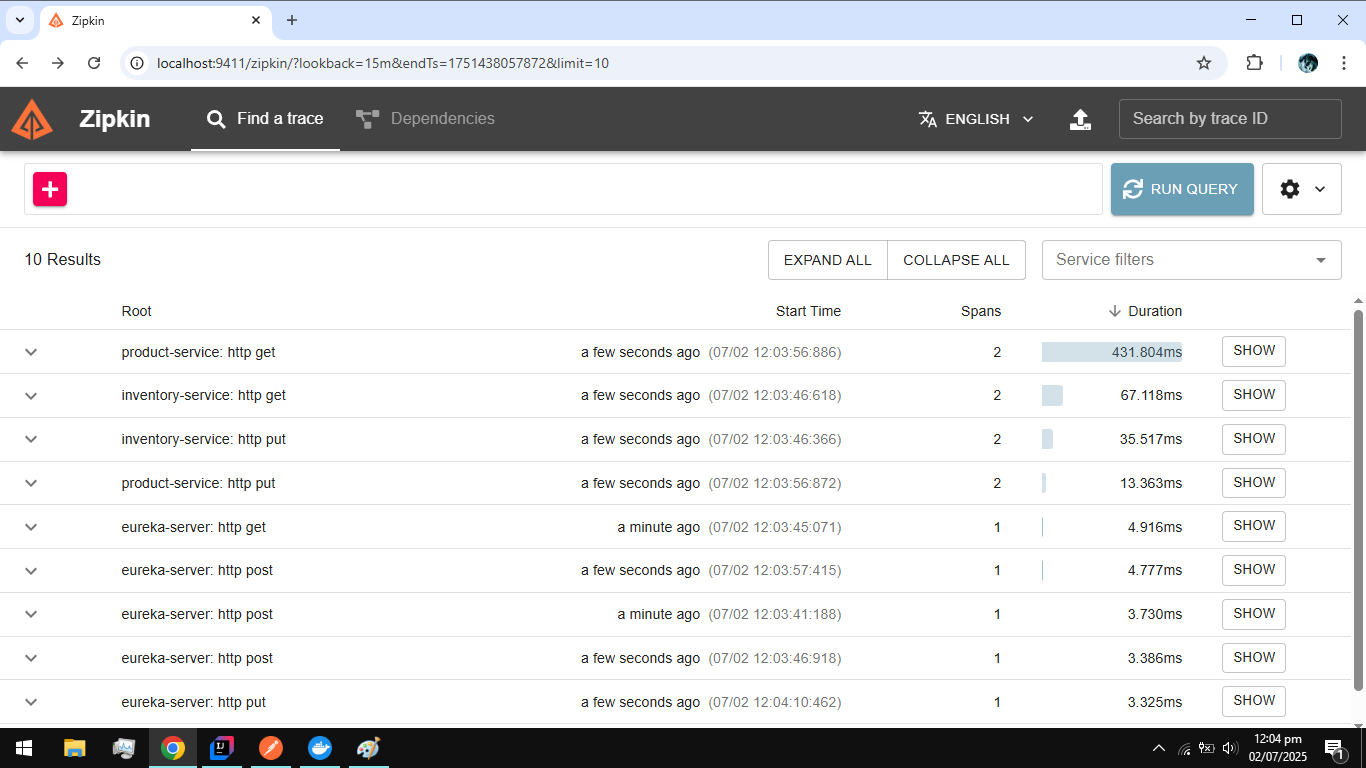 Zipkin
localhost:9411/zipkin/?lookback=15m&endTs=1751438057872&limit=10
Zipkin Find a trace Dependencies ENGLISH Search by trace ID
RUN QUERY
10 Results EXPAND ALL COLLAPSE ALL Service filters
Root Start Time Spans Duration
product-service: http get a few seconds ago (07/02 12:03:56:886) 2 431.804ms SHOW
inventory-service: http get a few seconds ago (07/02 12:03:46:618) 2 67.118ms SHOW
inventory-service: http put a few seconds ago (07/02 12:03:46:366) 2 35.517ms SHOW
product-service: http put a few seconds ago (07/02 12:03:56:872) 2 13.363ms SHOW
eureka-server: http get a minute ago (07/02 12:03:45:071) 1 4.916ms SHOW
eureka-server: http post a few seconds ago (07/02 12:03:57:415) 1 4.777ms SHOW
eureka-server: http post a minute ago (07/02 12:03:41:188) 1 3.730ms SHOW
eureka-server: http post a few seconds ago (07/02 12:03:46:918) 1 3.386ms SHOW
eureka-server: http put a few seconds ago (07/02 12:04:10:462) 1 3.325ms SHOW
12:04 pm
02/07/2025
1